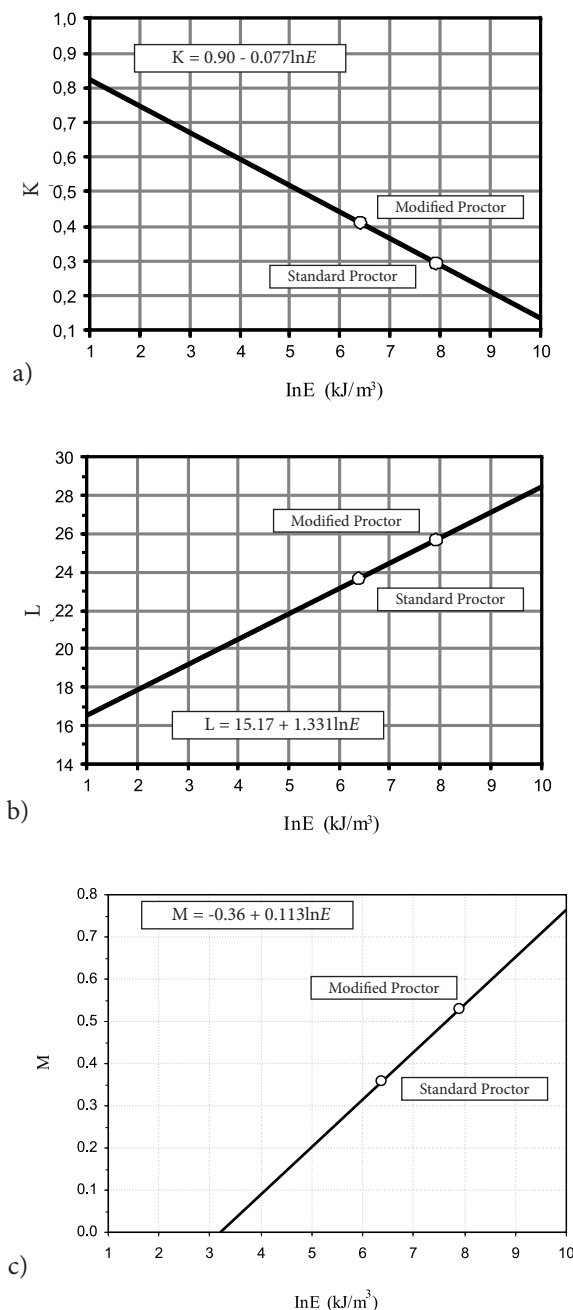 1,0
K = 0.90 - 0.077lnE
0,9
0,8
0,7
0,6
0,5
K
Modified Proctor
0,4
0,3
Standard Proctor
0,2
0,1
1 2 3 4 5 6 7 8 9 10
a)
lnE (kJ/m³)
30
28
26
Modified Proctor
24
Standard Proctor
22
L
20
18
16
L = 15.17 + 1.331lnE
14
1 2 3 4 5 6 7 8 9 10
b)
lnE (kJ/m³)
0.8
M = -0.36 + 0.113lnE
0.7
0.6
Modified Proctor
0.5
M
0.4
Standard Proctor
0.3
0.2
0.1
0.0
1 2 3 4 5 6 7 8 9 10
c)
lnE (kJ/m³)